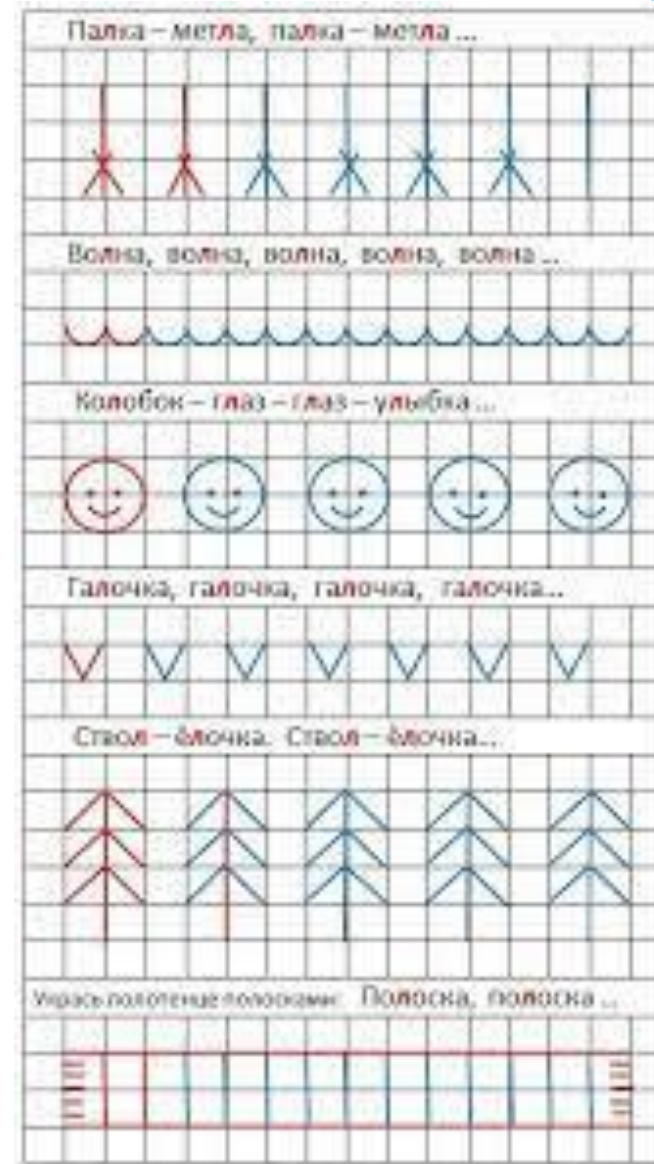 Палка – метла, палка – метла ...
Волна, волна, волна, волна, волна ...
Колобок – глаз – глаз – улыбка ...
Галочка, галочка, галочка, галочка...
Ствол – ёлочка. Ствол – ёлочка...
Укрась полотенце полосками: Полоска, полоска ...